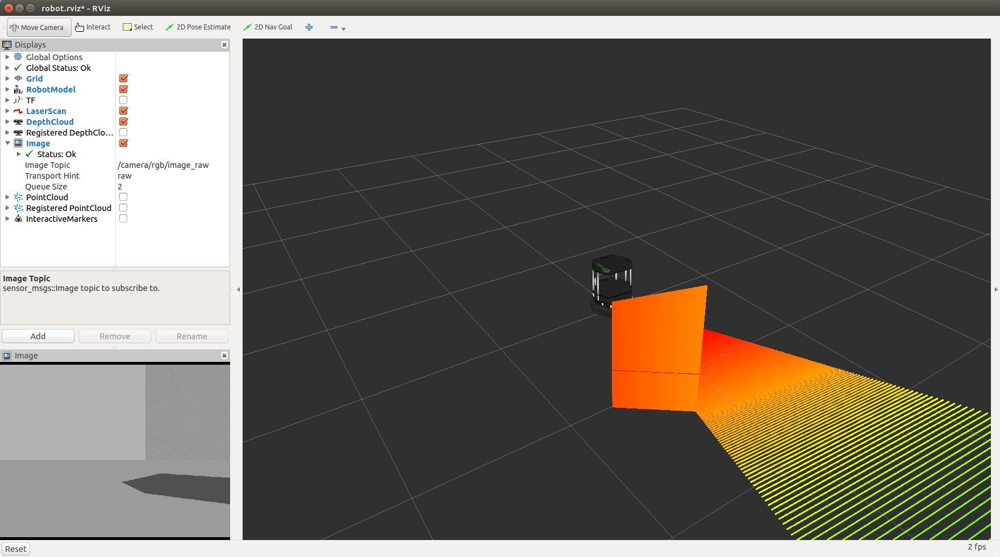 robot.rviz* - RViz
Move Camera Interact Select 2D Pose Estimate 2D Nav Goal
Displays
Global Options
Global Status: Ok
Grid
RobotModel
TF
LaserScan
DepthCloud
Registered DepthClo...
Image
Status: Ok
Image Topic /camera/rgb/image_raw
Transport Hint raw
Queue Size 2
PointCloud
Registered PointCloud
InteractiveMarkers
Image Topic
sensor_msgs::Image topic to subscribe to.
Add Remove Rename
Image
Reset 2 fps